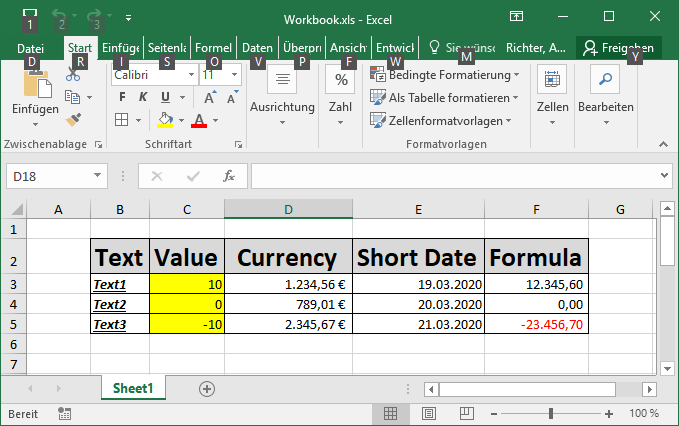 Workbook.xls - Excel
1 2 3
Datei Start Einfüge Seitenla Formel Daten Überprü Ansich Entwick Sie wüns Richter, A... Freigeben
D R I S O V P F W M Y
Einfügen
Calibri 11
F K U A A
Ausrichtung
%
Zahl
Bedingte Formatierung
Als Tabelle formatieren
Zellenformatvorlagen
Zellen
Bearbeiten
Zwischenablage Schriftart Formatvorlagen
D18 fx
A B C D E F G
1
2 Text Value Currency Short Date Formula
3 Text1 10 1.234,56 € 19.03.2020 12.345,60
4 Text2 0 789,01 € 20.03.2020 0,00
5 Text3 -10 2.345,67 € 21.03.2020 -23.456,70
6
7
Sheet1
Bereit 100 %